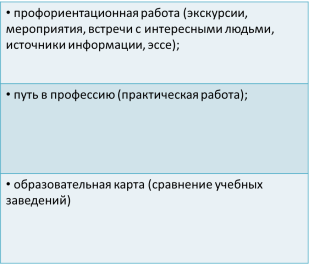 • профориентационная работа (экскурсии,
мероприятия, встречи с интересными людьми,
источники информации, эссе);
• путь в профессию (практическая работа);
• образовательная карта (сравнение учебных
заведений)